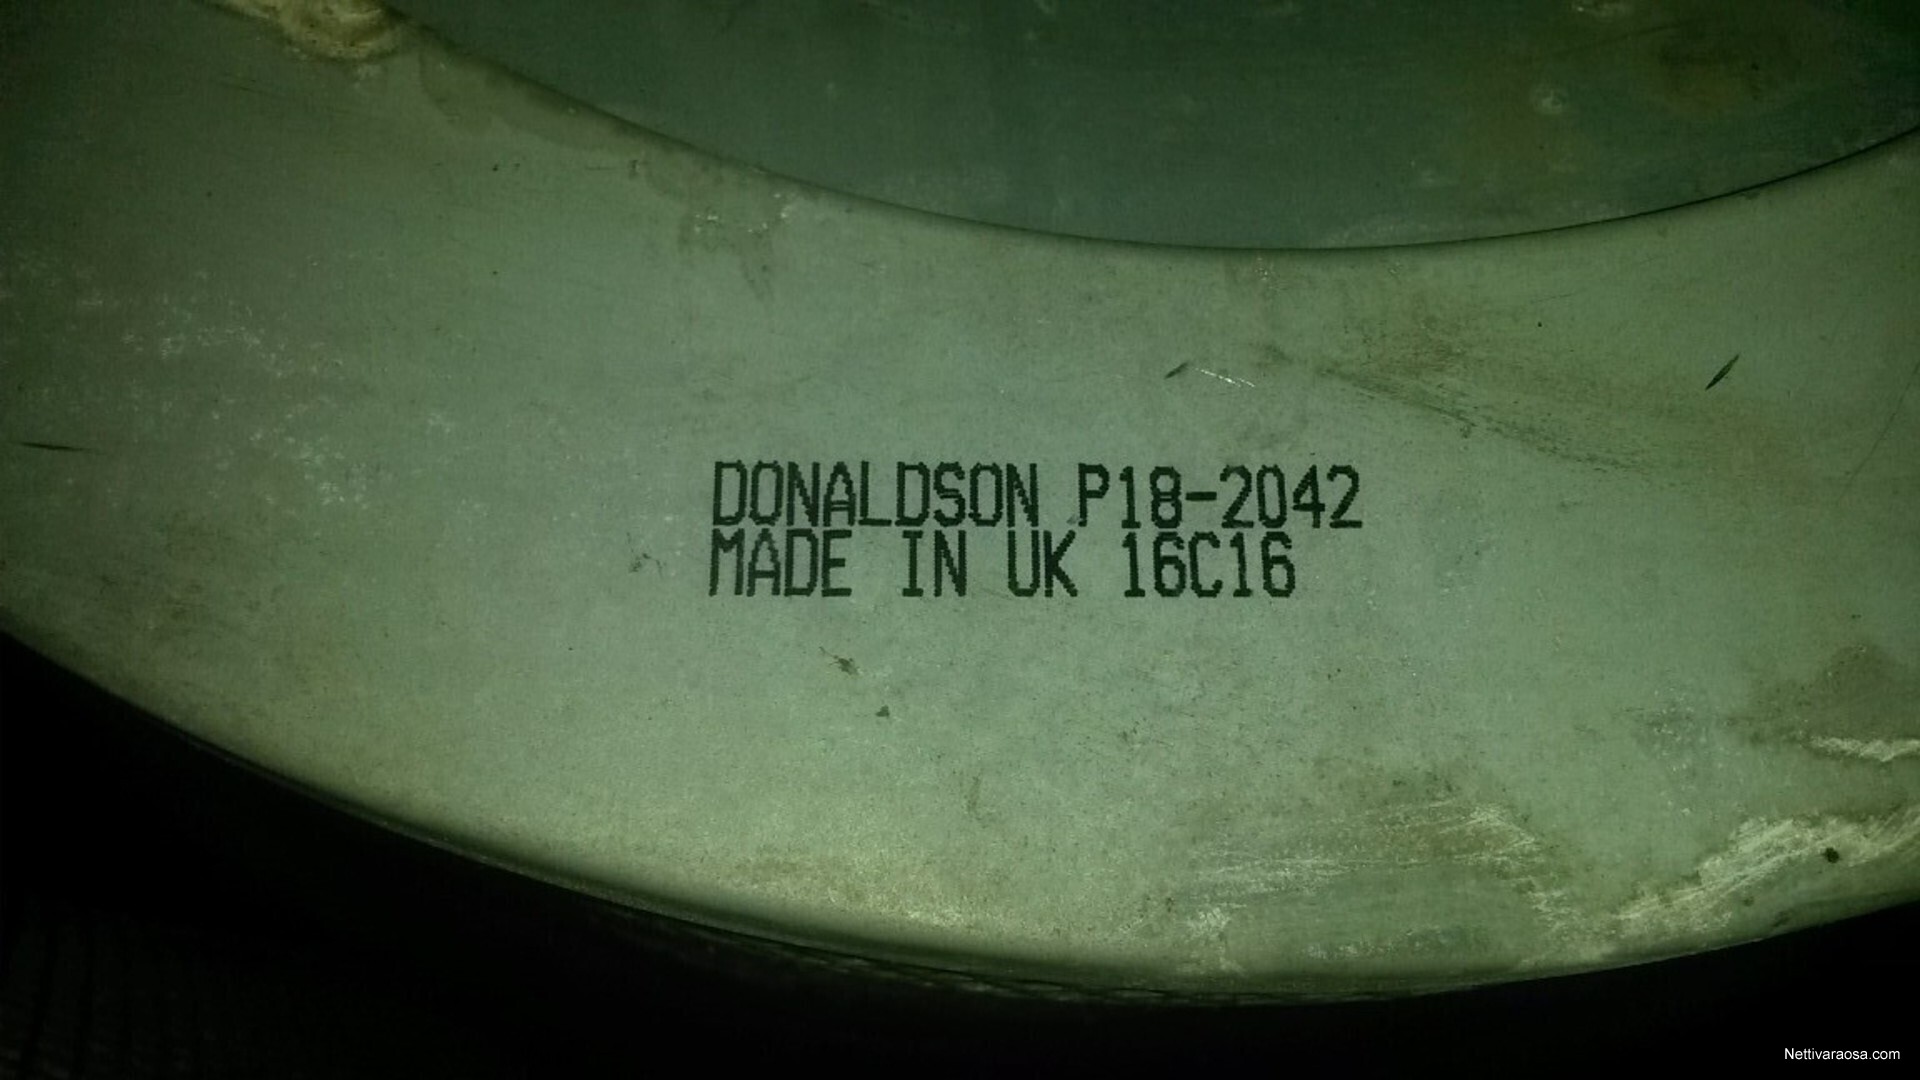 DONALDSON P18-2042
MADE IN UK 16C16
Nettivaraosa.com